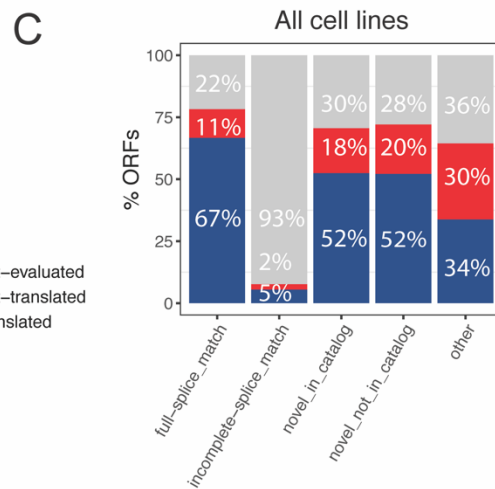 C
All cell lines
100
75
50
25
0
% ORFs
22%
11%
67%
93%
2%
5%
30%
18%
52%
28%
20%
52%
36%
30%
34%
-evaluated
-translated
nslated
full-splice_match
incomplete-splice_match
novel_in_catalog
novel_not_in_catalog
other